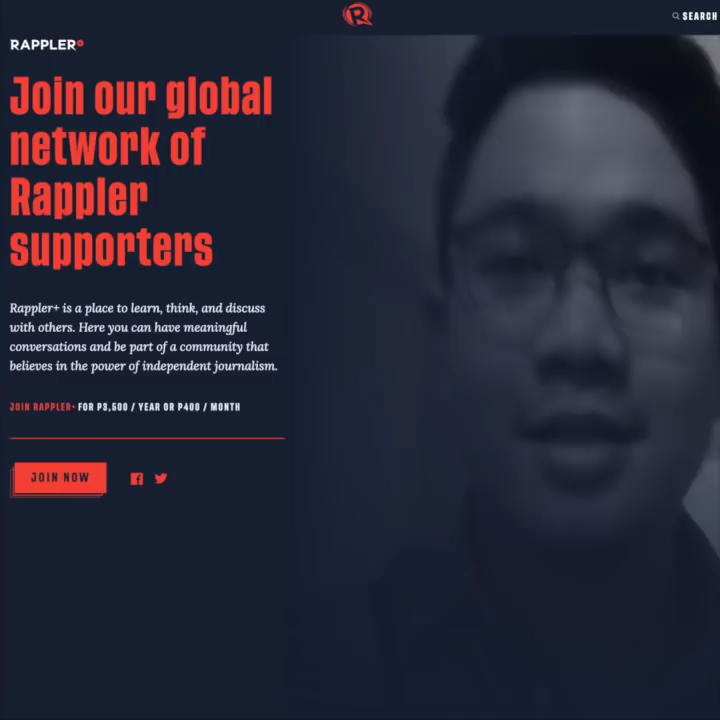 R
SEARCH
RAPPLER+
Join our global
network of
Rappler
supporters
Rappler+ is a place to learn, think, and discuss
with others. Here you can have meaningful
conversations and be part of a community that
believes in the power of independent journalism.
JOIN RAPPLER+ FOR P3,500 / YEAR OR P400 / MONTH
JOIN NOW